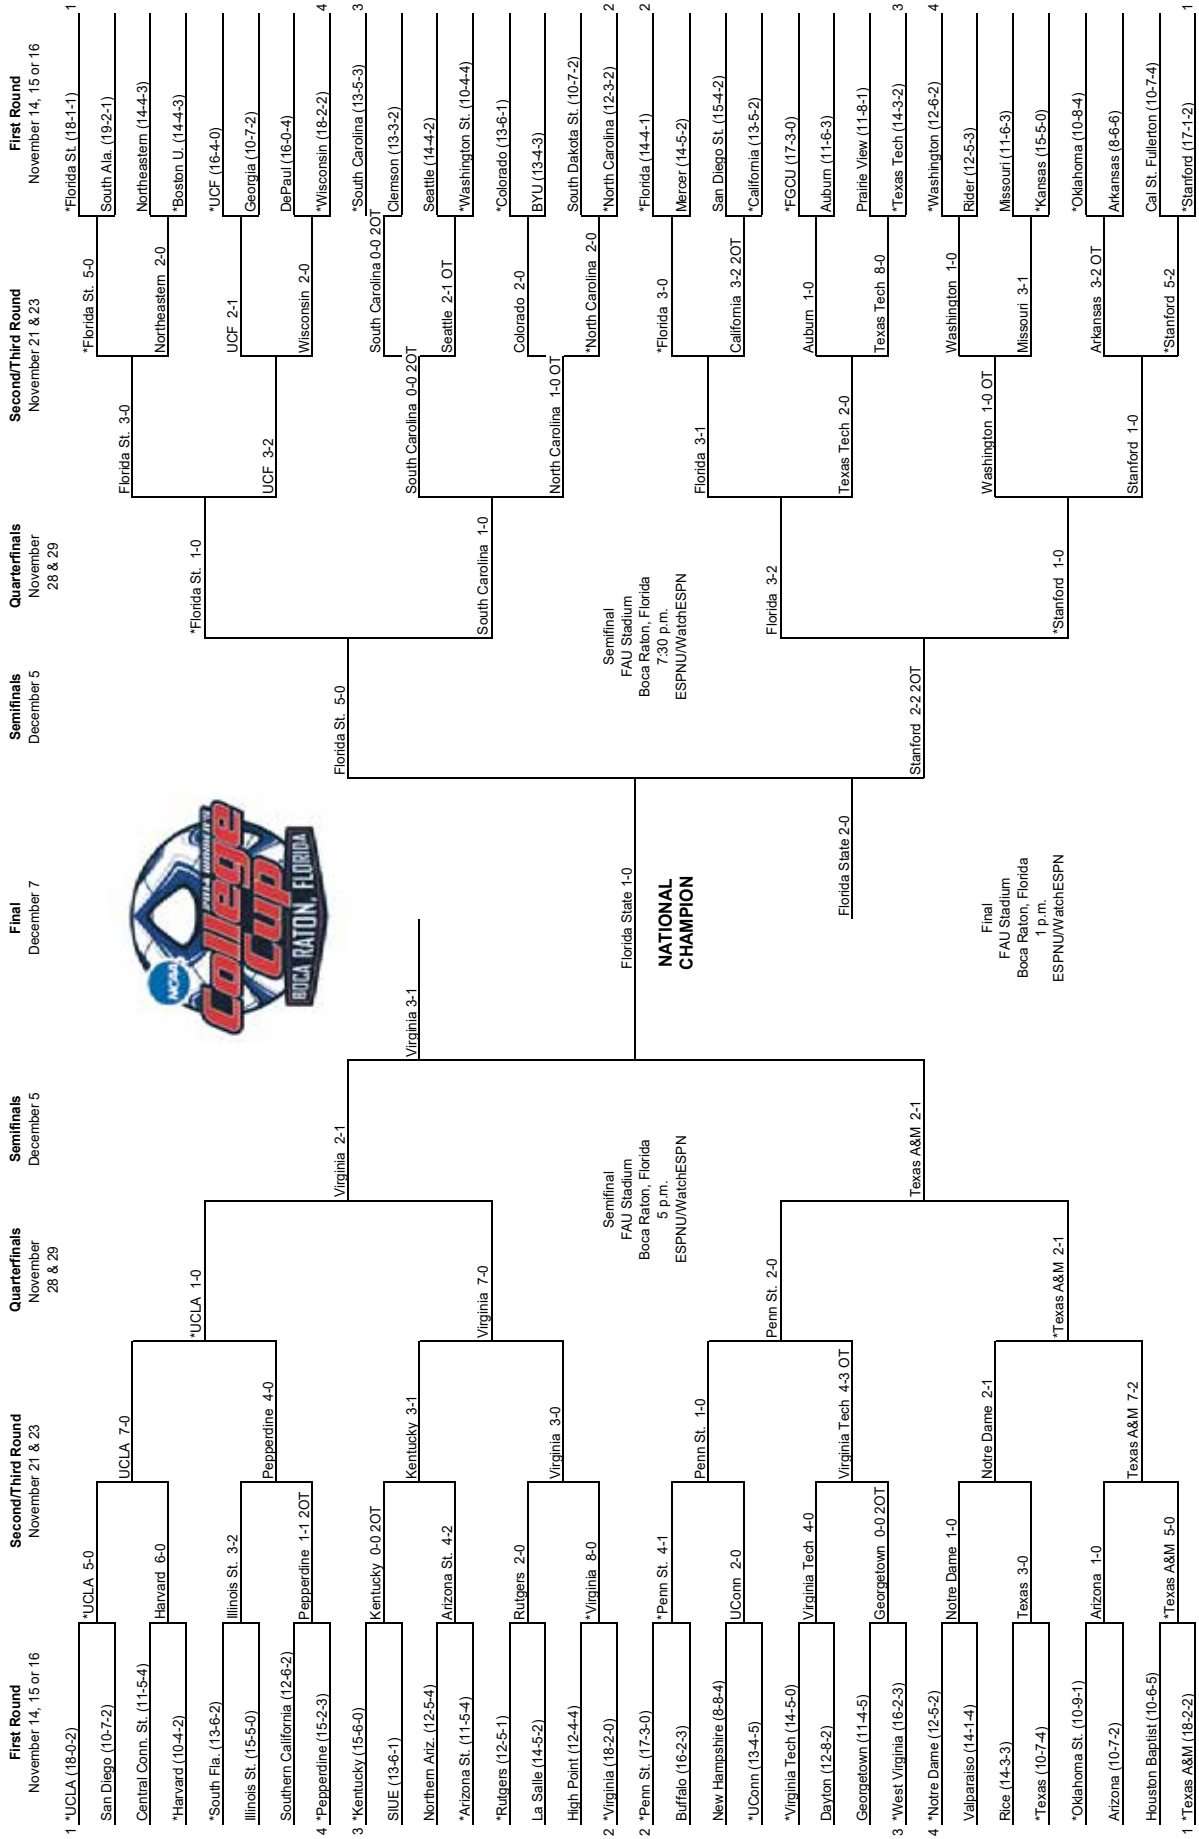 First Round
November 14, 15 or 16
Second/Third Round
November 21 & 23
Quarterfinals
November
28 & 29
Semifinals
December 5
Final
December 7
Semifinals
December 5
Quarterfinals
November
28 & 29
Second/Third Round
November 21 & 23
First Round
November 14, 15 or 16
1 *UCLA (18-0-2)
San Diego (10-7-2)
Central Conn. St. (11-5-4)
*Harvard (10-4-2)
*South Fla. (13-6-2)
Illinois St. (15-5-0)
Southern California (12-6-2)
4 *Pepperdine (15-2-3)
3 *Kentucky (15-6-0)
SIUE (13-6-1)
Northern Ariz. (12-5-4)
*Arizona St. (11-5-4)
*Rutgers (12-5-1)
La Salle (14-5-2)
High Point (12-4-4)
2 *Virginia (18-2-0)
2 *Penn St. (17-3-0)
Buffalo (16-2-3)
New Hampshire (8-8-4)
*UConn (13-4-5)
*Virginia Tech (14-5-0)
Dayton (12-8-2)
Georgetown (11-4-5)
3 *West Virginia (16-2-3)
4 *Notre Dame (12-5-2)
Valparaiso (14-1-4)
Rice (14-3-3)
*Texas (10-7-4)
*Oklahoma St. (10-9-1)
Arizona (10-7-2)
Houston Baptist (10-6-5)
1 *Texas A&M (18-2-2)
*UCLA 5-0
Harvard 6-0
Illinois St. 3-2
Pepperdine 1-1 2OT
Kentucky 0-0 2OT
Arizona St. 4-2
Rutgers 2-0
*Virginia 8-0
*Penn St. 4-1
UConn 2-0
Virginia Tech 4-0
Georgetown 0-0 2OT
Notre Dame 1-0
Texas 3-0
Arizona 1-0
*Texas A&M 5-0
UCLA 7-0
Pepperdine 4-0
Kentucky 3-1
Virginia 3-0
Penn St. 1-0
Virginia Tech 4-3 OT
Notre Dame 2-1
Texas A&M 7-2
*UCLA 1-0
Virginia 7-0
Penn St. 2-0
*Texas A&M 2-1
Virginia 2-1
Semifinal
FAU Stadium
Boca Raton, Florida
5 p.m.
ESPNU/WatchESPN
Texas A&M 2-1
Virginia 3-1
NCAA
2014 WOMEN'S
College
Cup
BOCA RATON, FLORIDA
Florida State 1-0
NATIONAL
CHAMPION
Florida State 2-0
Final
FAU Stadium
Boca Raton, Florida
1 p.m.
ESPNU/WatchESPN
Florida St. 5-0
Stanford 2-2 2OT
*Florida St. 1-0
South Carolina 1-0
Semifinal
FAU Stadium
Boca Raton, Florida
7:30 p.m.
ESPNU/WatchESPN
Florida 3-2
*Stanford 1-0
Florida St. 3-0
UCF 3-2
South Carolina 0-0 2OT
North Carolina 1-0 OT
Florida 3-1
Texas Tech 2-0
Washington 1-0 OT
Stanford 1-0
*Florida St. 5-0
Northeastern 2-0
UCF 2-1
Wisconsin 2-0
South Carolina 0-0 2OT
Seattle 2-1 OT
Colorado 2-0
*North Carolina 2-0
*Florida 3-0
California 3-2 2OT
Auburn 1-0
Texas Tech 8-0
Washington 1-0
Missouri 3-1
Arkansas 3-2 OT
*Stanford 5-2
*Florida St. (18-1-1) 1
South Ala. (19-2-1)
Northeastern (14-4-3)
*Boston U. (14-4-3)
*UCF (16-4-0)
Georgia (10-7-2)
DePaul (16-0-4)
*Wisconsin (18-2-2) 4
*South Carolina (13-5-3) 3
Clemson (13-3-2)
Seattle (14-4-2)
*Washington St. (10-4-4)
*Colorado (13-6-1)
BYU (13-4-3)
South Dakota St. (10-7-2)
*North Carolina (12-3-2) 2
*Florida (14-4-1) 2
Mercer (14-5-2)
San Diego St. (15-4-2)
*California (13-5-2)
*FGCU (17-3-0)
Auburn (11-6-3)
Prairie View (11-8-1)
*Texas Tech (14-3-2) 3
*Washington (12-6-2) 4
Rider (12-5-3)
Missouri (11-6-3)
*Kansas (15-5-0)
*Oklahoma (10-8-4)
Arkansas (8-6-6)
Cal St. Fullerton (10-7-4)
*Stanford (17-1-2) 1